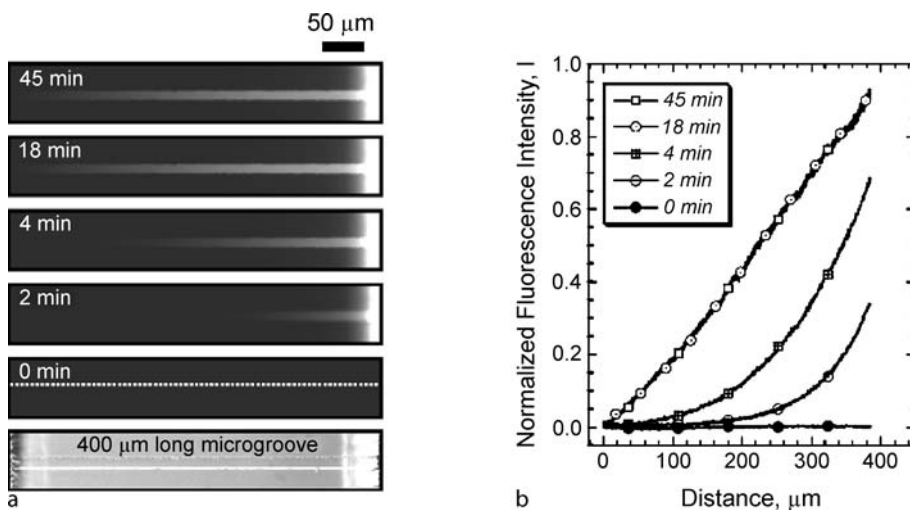 50 µm
45 min
18 min
4 min
2 min
0 min
400 µm long microgroove
a
Normalized Fluorescence Intensity, I
1.0
0.8
0.6
0.4
0.2
0.0
45 min
18 min
4 min
2 min
0 min
0 100 200 300 400
Distance, µm
b